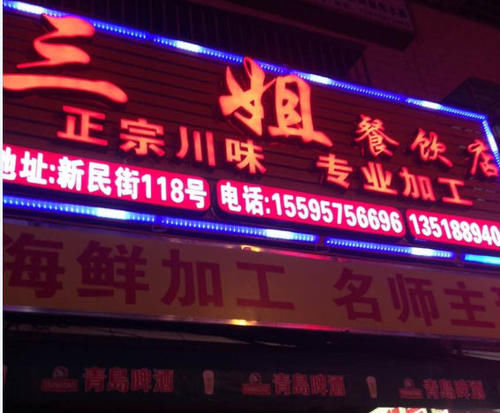 三姐餐饮店
正宗川味 专业加工
地址:新民街118号 电话:15595756696 13518894
海鲜加工 名师主
青岛啤酒 青岛啤酒 青岛啤酒